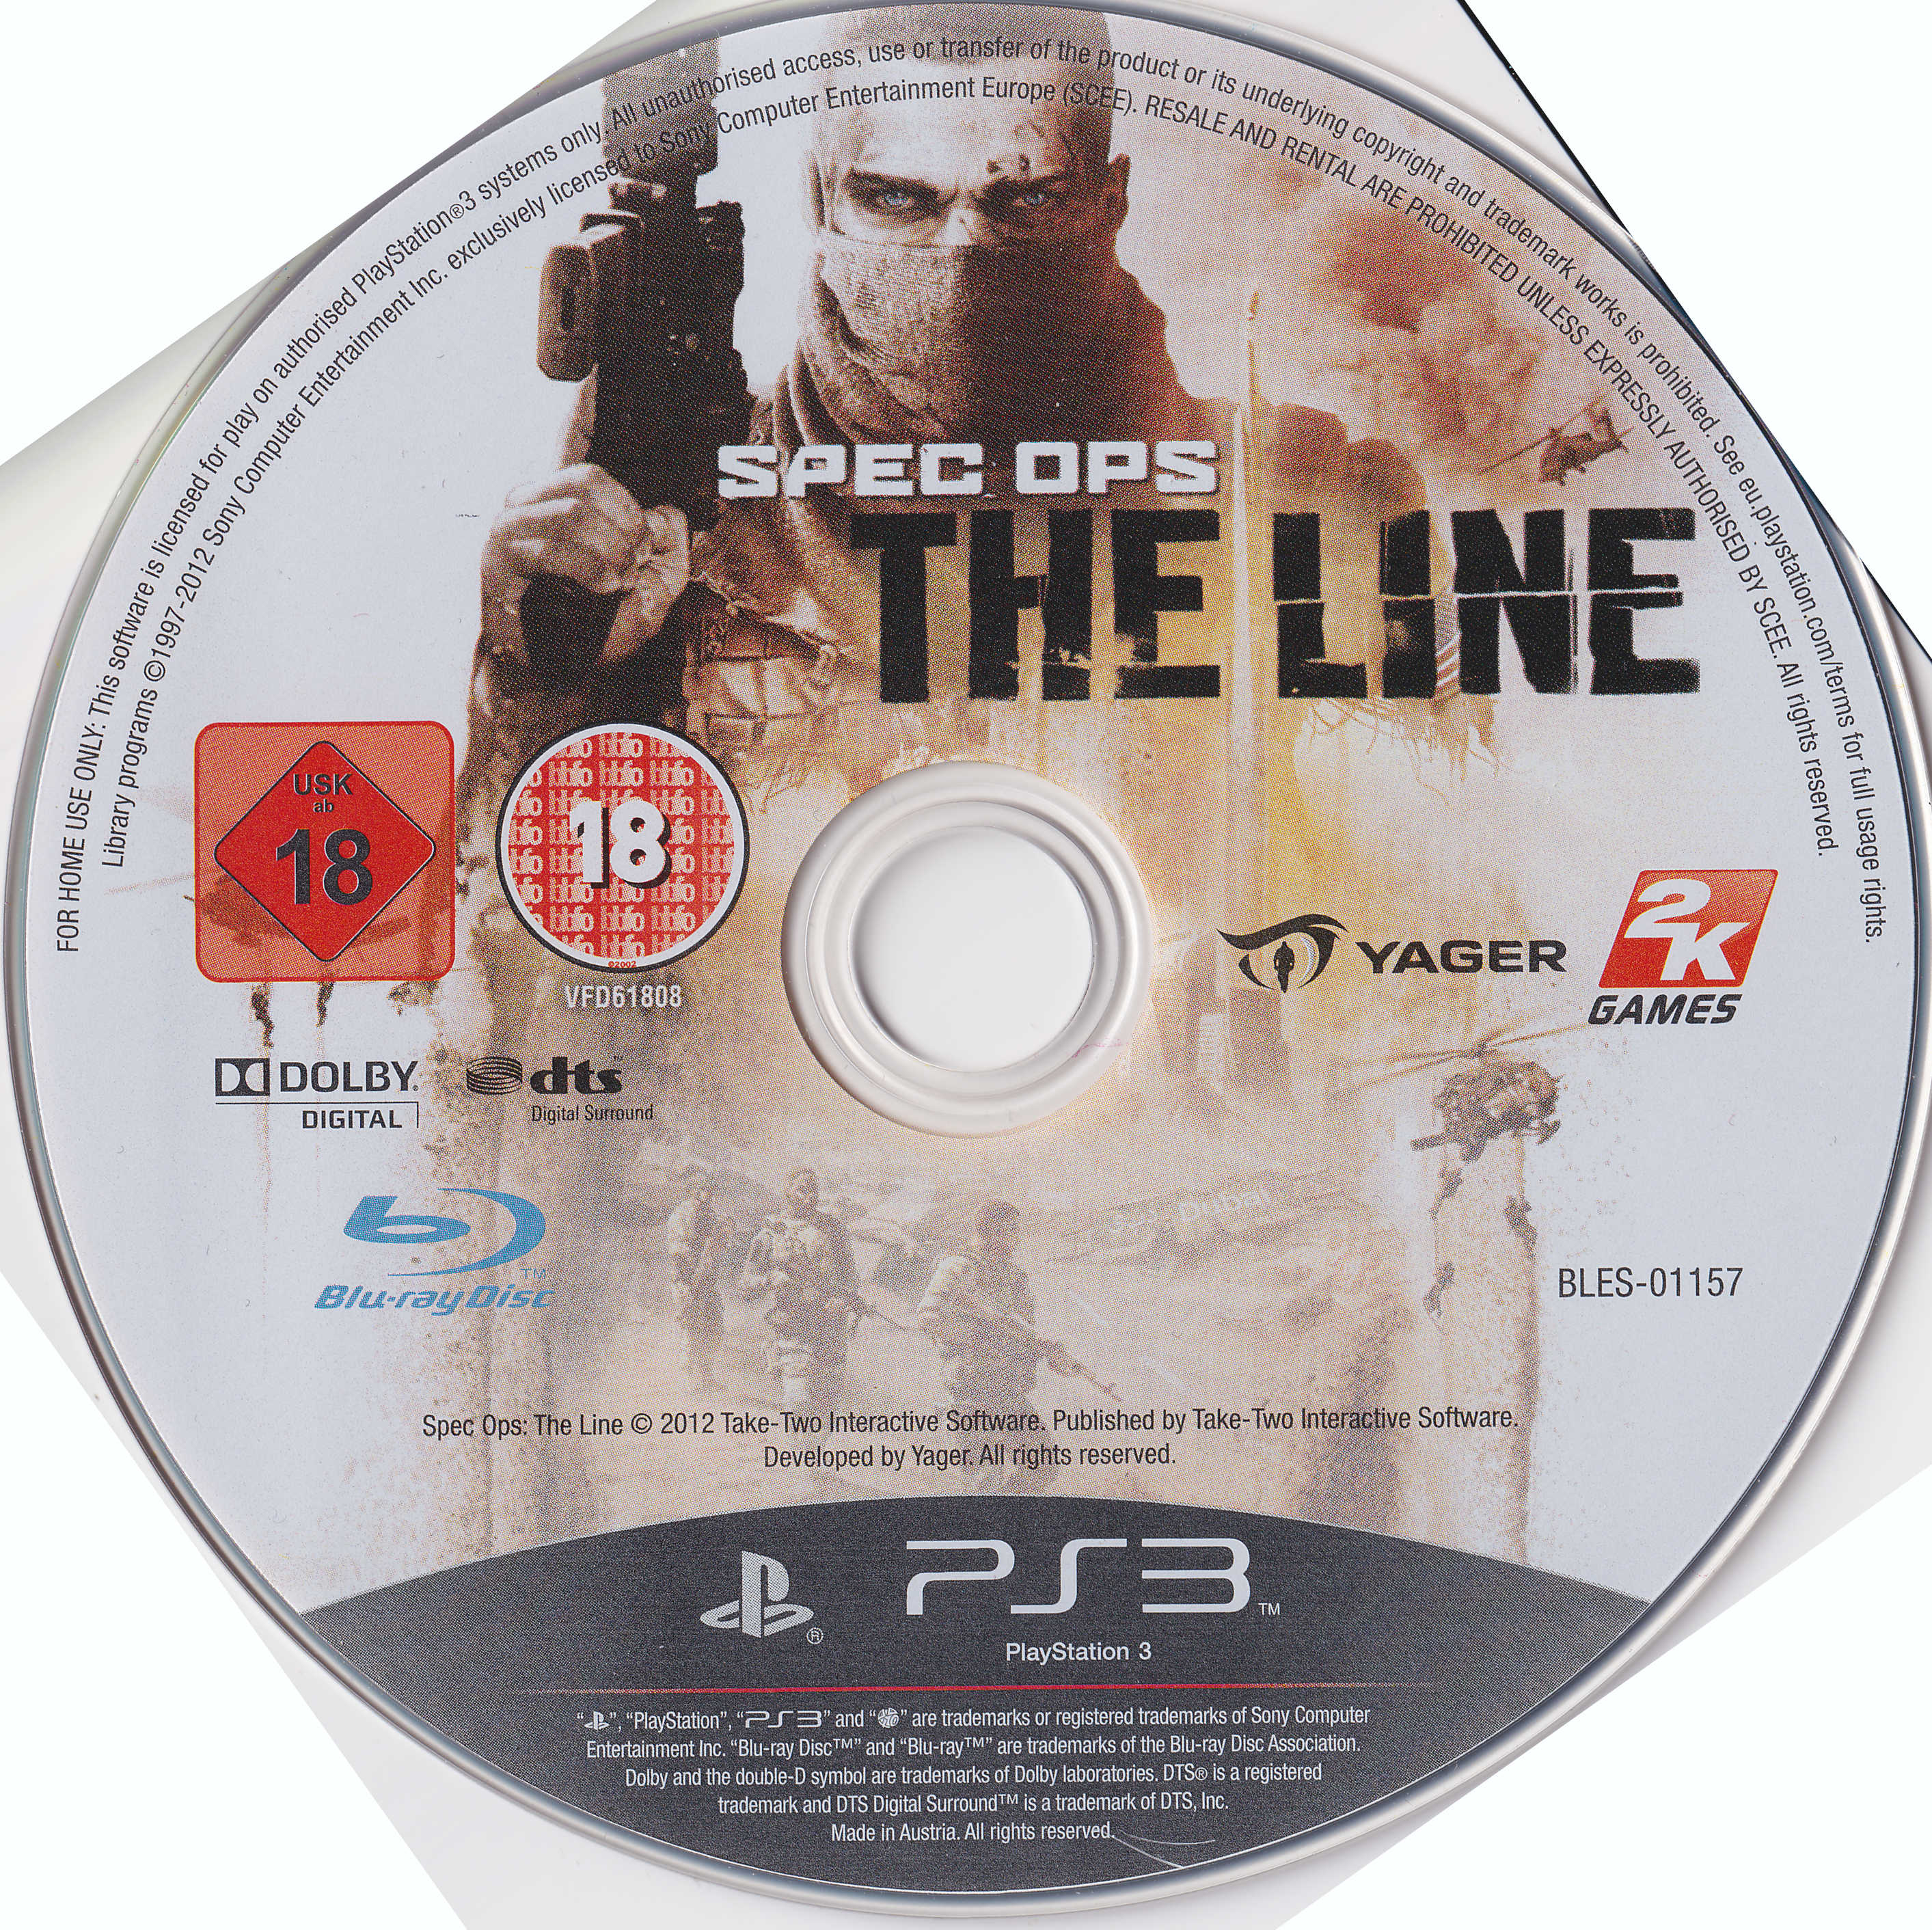 FOR HOME USE ONLY: This software is licensed for play on authorised PlayStation®3 systems only. All unauthorised access, use or transfer of the product or its underlying copyright and trademark works is prohibited. See eu.playstation.com/terms for full usage rights.
Library programs ©1997-2012 Sony Computer Entertainment Inc. exclusively licensed to Sony Computer Entertainment Europe (SCEE). RESALE AND RENTAL ARE PROHIBITED UNLESS EXPRESSLY AUTHORISED BY SCEE. All rights reserved.
SPEC OPS
THE LINE
USK
ab
18
bbfc
18
©2002
VFD61808
YAGER
2K
GAMES
DOLBY®
DIGITAL
dts™
Digital Surround
Dubai
TM
Blu-ray Disc
BLES-01157
Spec Ops: The Line © 2012 Take-Two Interactive Software. Published by Take-Two Interactive Software.
Developed by Yager. All rights reserved.
® PS3 ™
PlayStation 3
“ ”, “PlayStation”, “PS3” and “ ” are trademarks or registered trademarks of Sony Computer
Entertainment Inc. “Blu-ray Disc™” and “Blu-ray™” are trademarks of the Blu-ray Disc Association.
Dolby and the double-D symbol are trademarks of Dolby laboratories. DTS® is a registered
trademark and DTS Digital Surround™ is a trademark of DTS, Inc.
Made in Austria. All rights reserved.